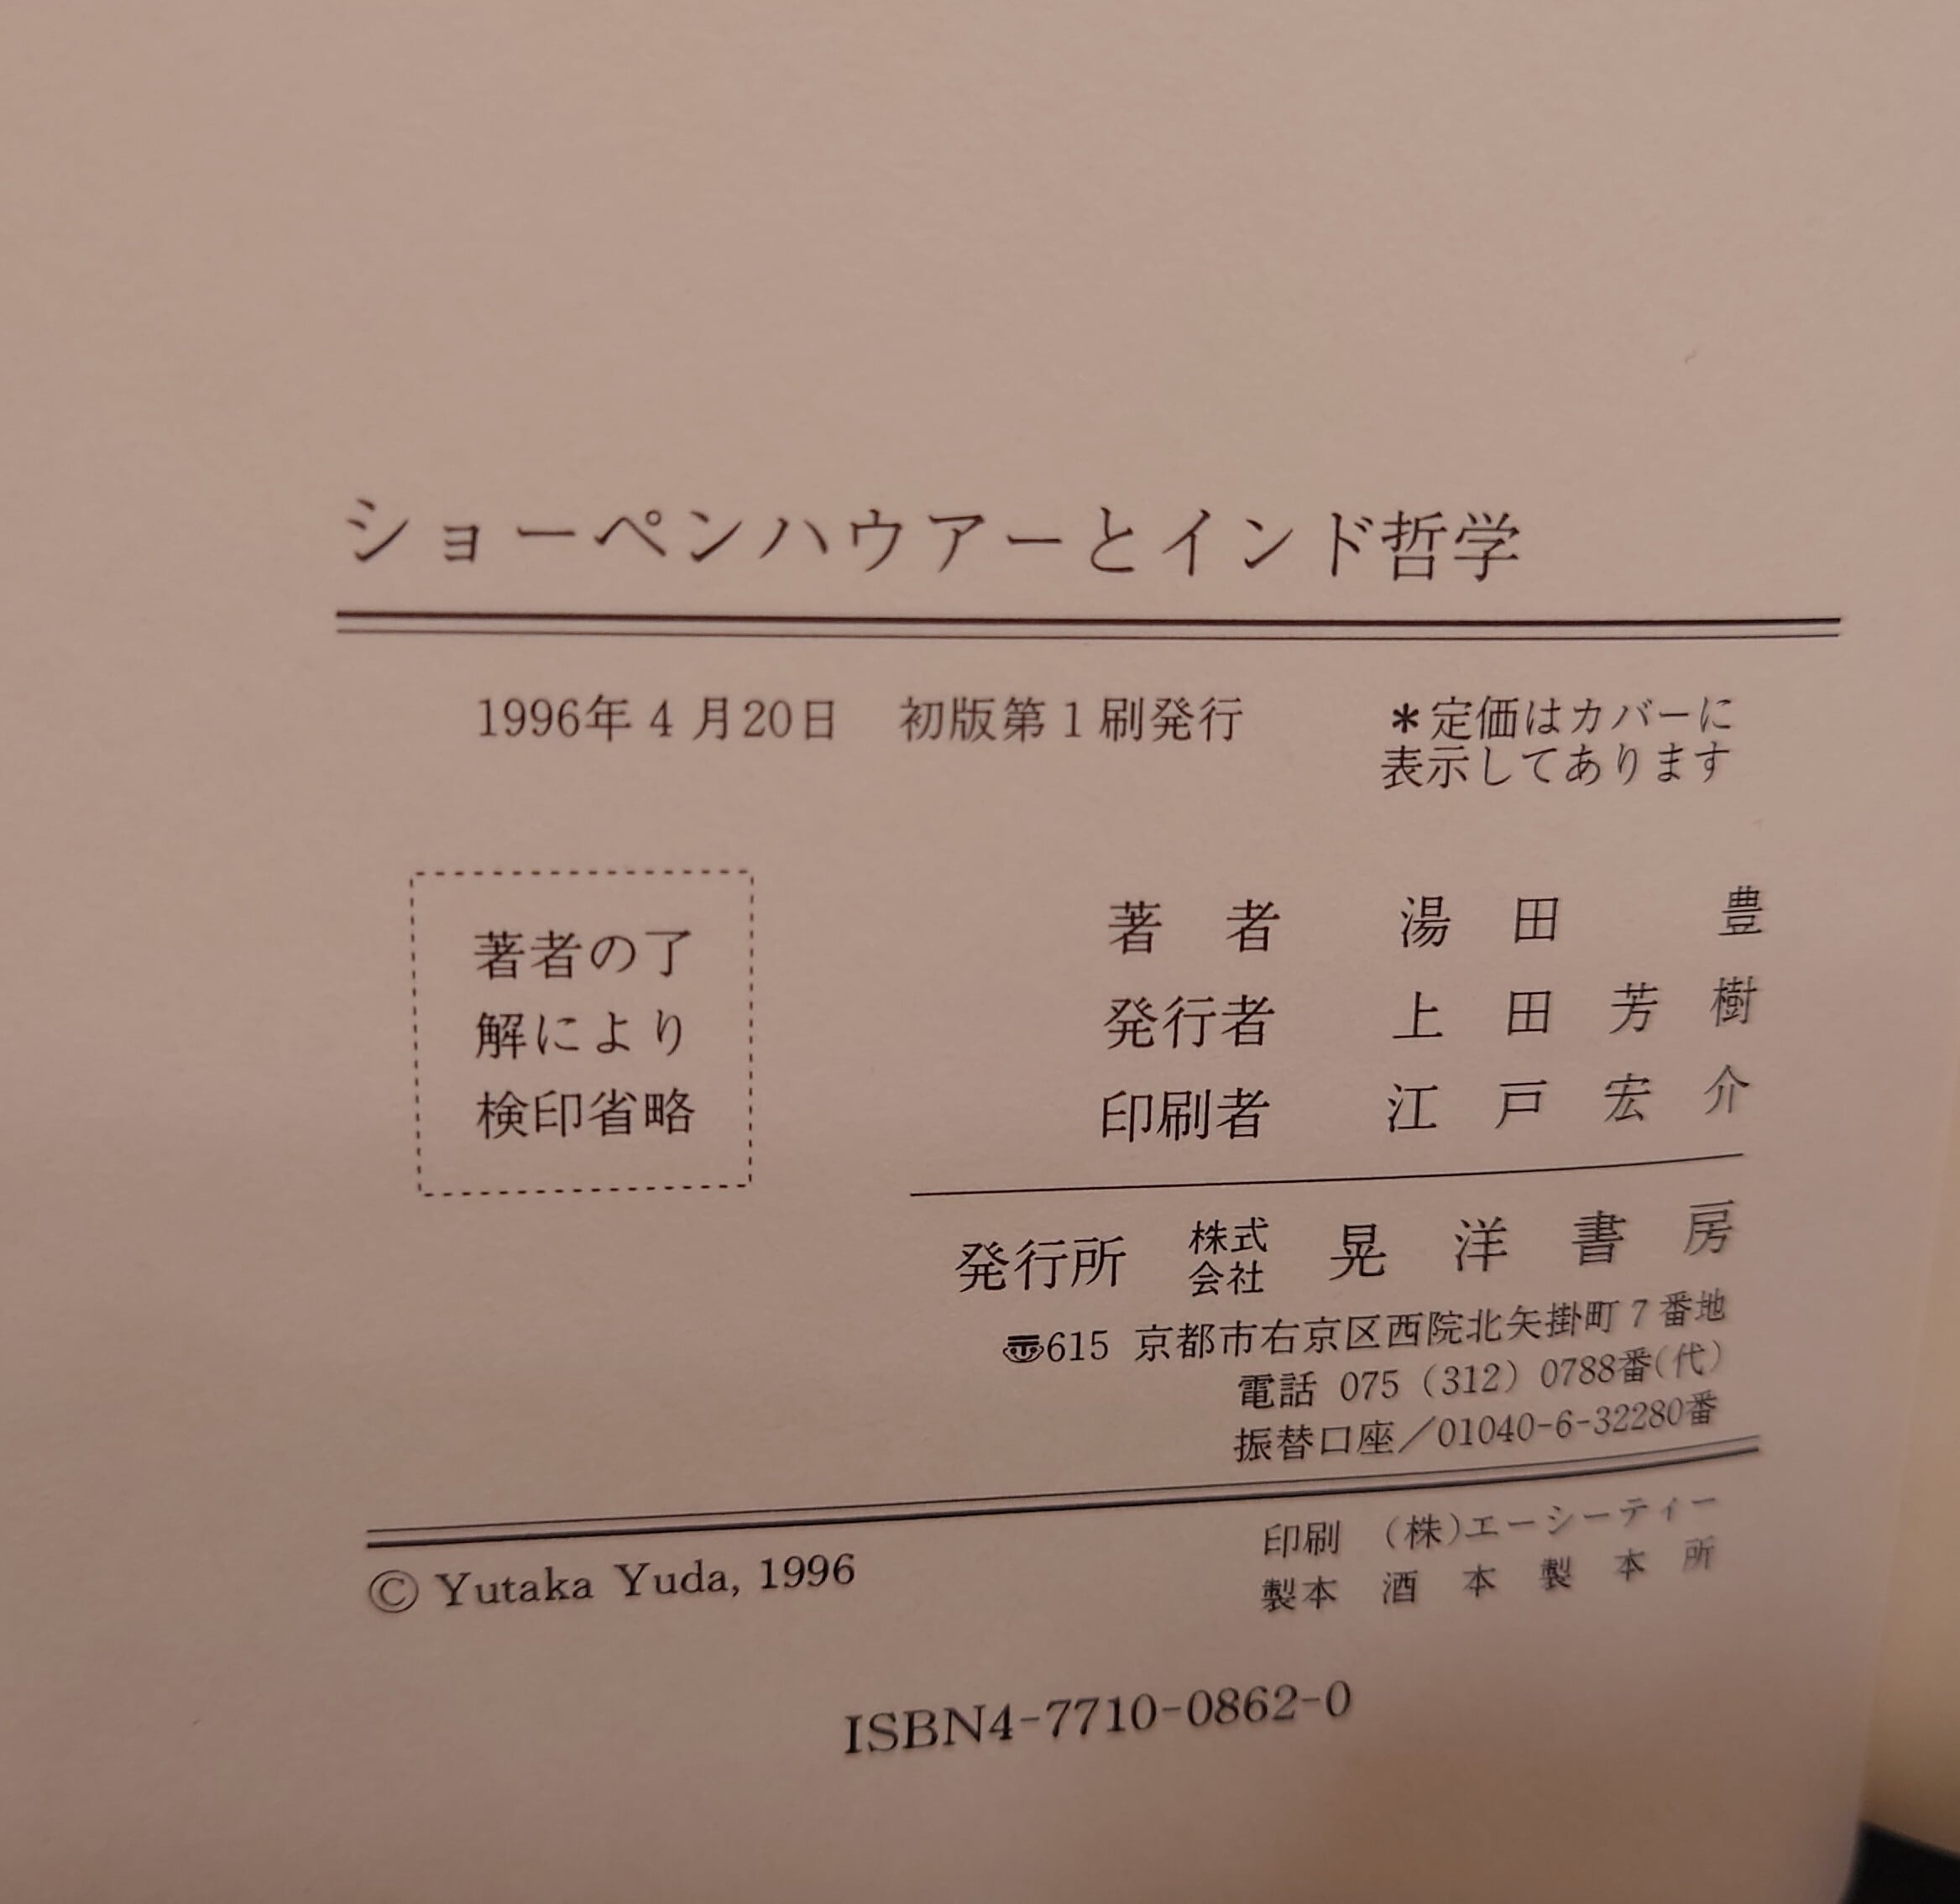 ショーペンハウアーとインド哲学
1996年4月20日 初版第1刷発行
＊定価はカバーに
表示してあります
著者の了
解により
検印省略
著者 湯田 豊
発行者 上田芳樹
印刷者 江戸宏介
発行所 株式会社 晃洋書房
〠615 京都市右京区西院北矢掛町7番地
電話 075（312）0788番（代）
振替口座／01040-6-32280番
© Yutaka Yuda, 1996
印刷 （株）エーシーティー
製本 酒本製本所
ISBN4-7710-0862-0